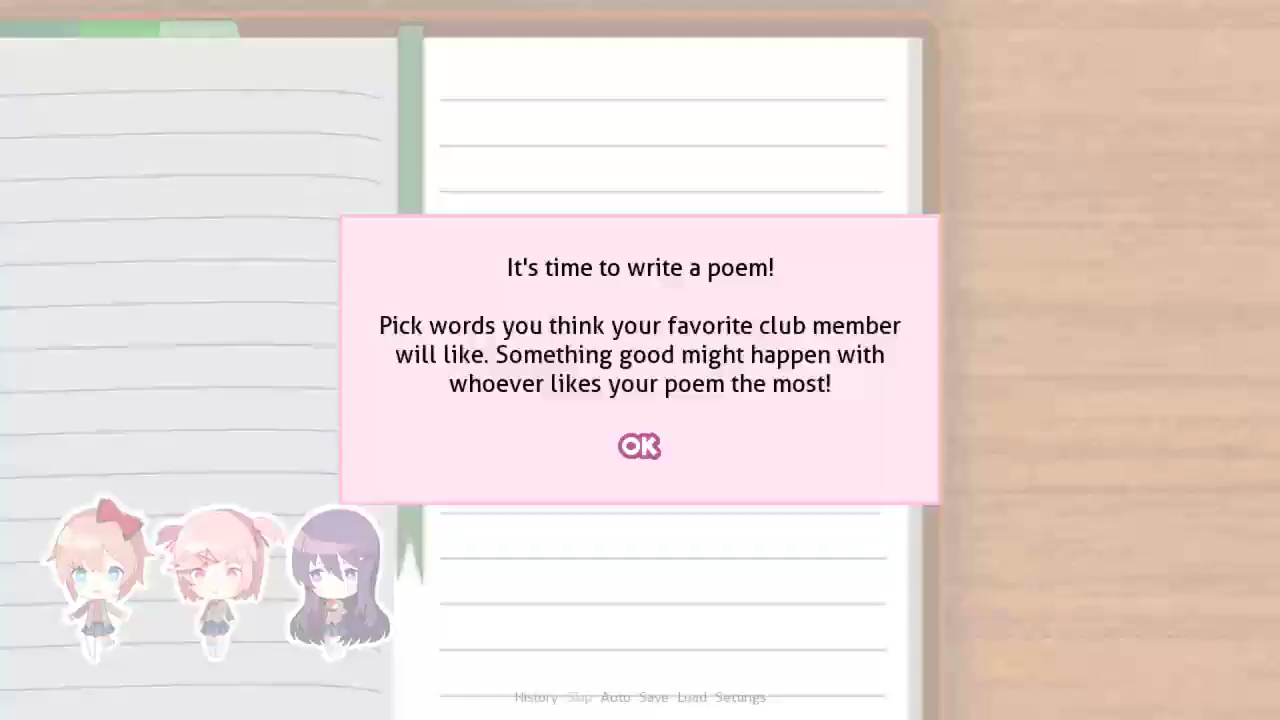 It's time to write a poem!
Pick words you think your favorite club member
will like. Something good might happen with
whoever likes your poem the most!
OK
History Skip Auto Save Load Settings